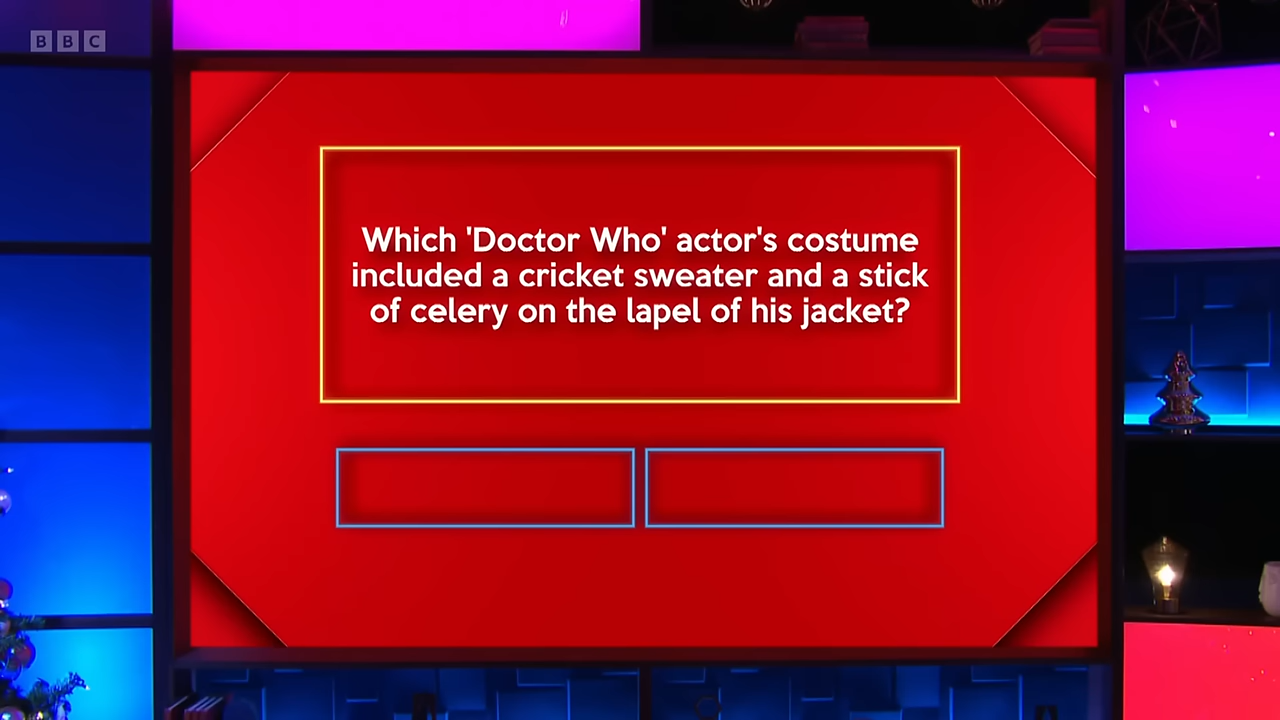 BBC
Which 'Doctor Who' actor's costume
included a cricket sweater and a stick
of celery on the lapel of his jacket?